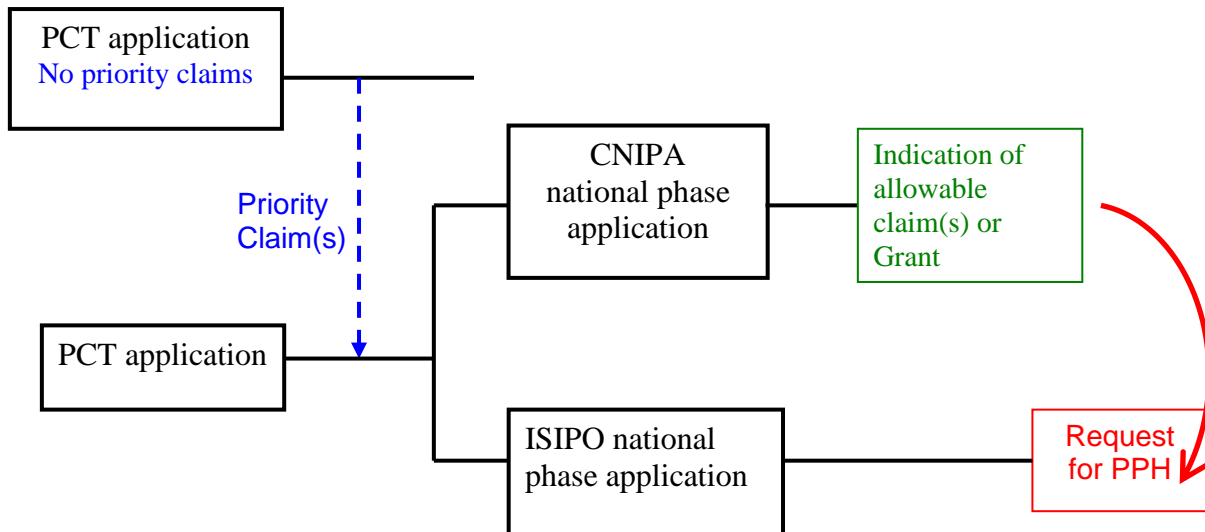 PCT application
No priority claims
CNIPA
national phase
application
Indication of
allowable
claim(s) or
Grant
Priority
Claim(s)
PCT application
ISIPO national
phase application
Request
for PPH